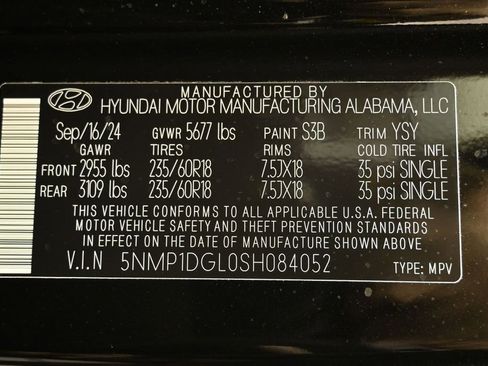 MANUFACTURED BY
HYUNDAI MOTOR MANUFACTURING ALABAMA, LLC
Sep/16/24 GVWR 5677 lbs PAINT S3B TRIM YSY
GAWR TIRES RIMS COLD TIRE INFL
FRONT 2955 lbs 235/60R18 7.5JX18 35 psi SINGLE
REAR 3109 lbs 235/60R18 7.5JX18 35 psi SINGLE
THIS VEHICLE CONFORMS TO ALL APPLICABLE U.S.A. FEDERAL
MOTOR VEHICLE SAFETY AND THEFT PREVENTION STANDARDS
IN EFFECT ON THE DATE OF MANUFACTURE SHOWN ABOVE
V.I.N 5NMP1DGL0SH084052 TYPE: MPV